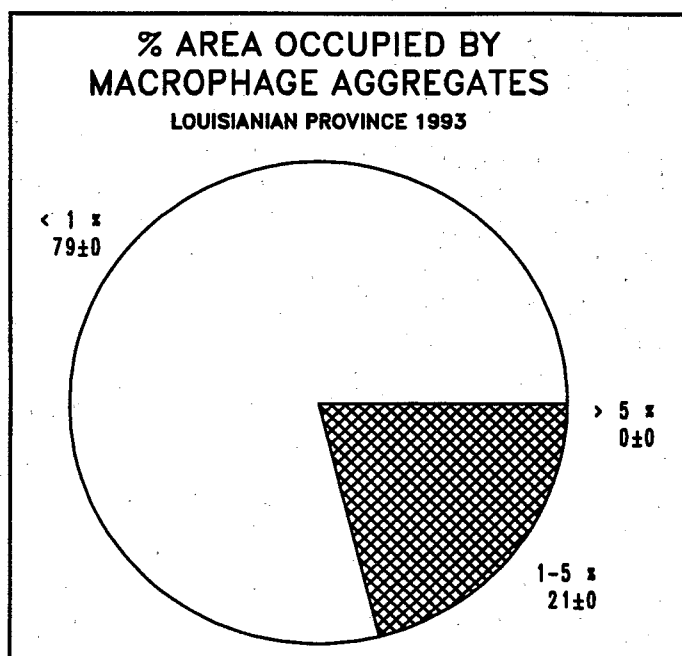 % AREA OCCUPIED BY
MACROPHAGE AGGREGATES
LOUISIANIAN PROVINCE 1993
< 1 %
79±0
> 5 %
0±0
1-5 %
21±0